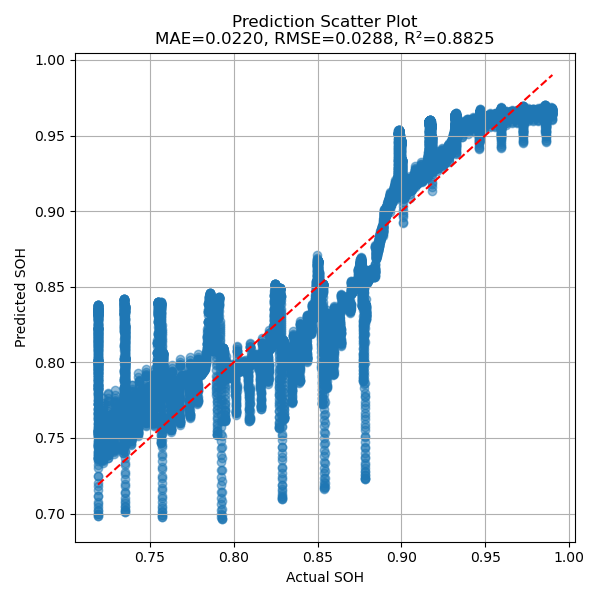 Prediction Scatter Plot
MAE=0.0220, RMSE=0.0288, R²=0.8825
1.00
0.95
0.90
0.85
0.80
0.75
0.70
Predicted SOH
0.75 0.80 0.85 0.90 0.95 1.00
Actual SOH